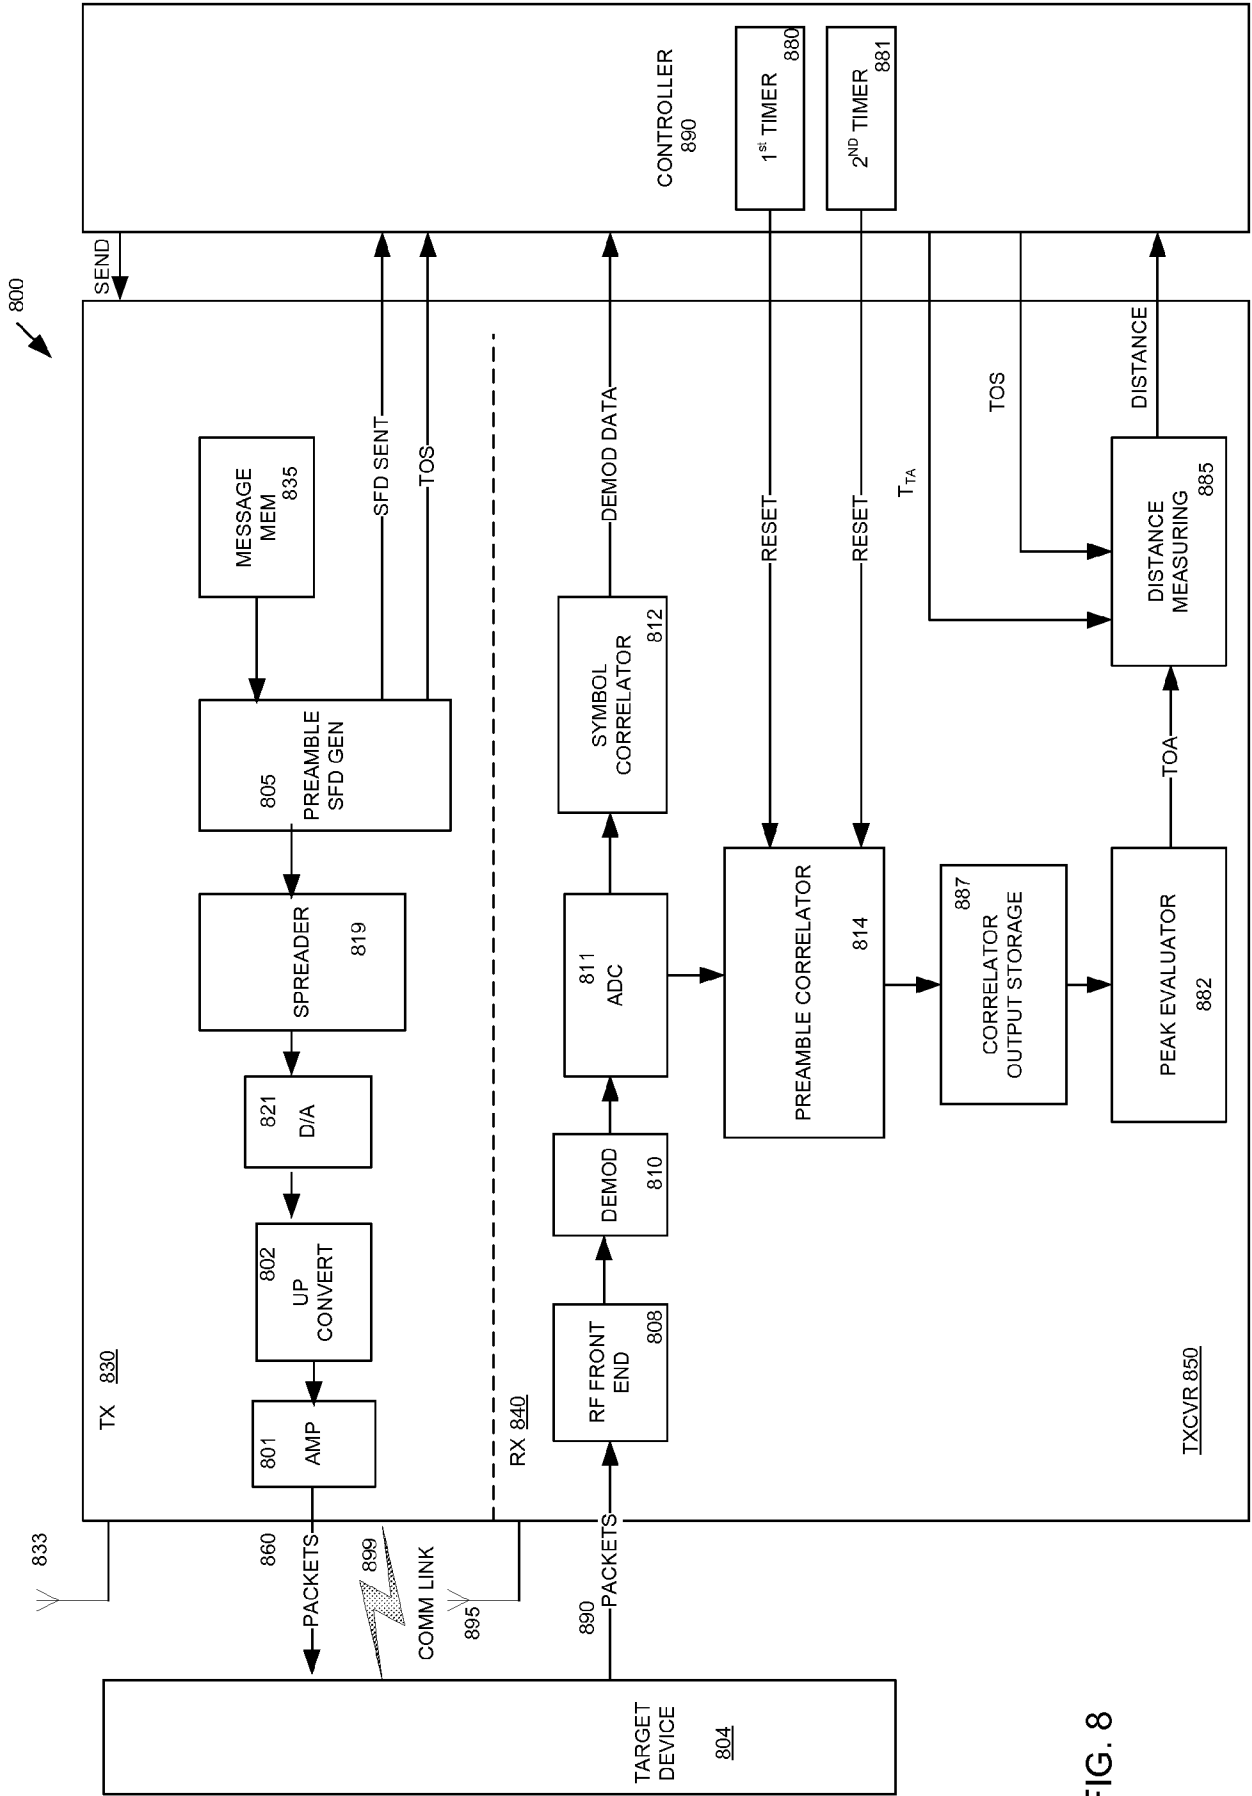 800
CONTROLLER
890
1st TIMER
880
2ND TIMER
881
SEND
SFD SENT
TOS
DEMOD DATA
RESET
RESET
TTA
TOS
DISTANCE
MESSAGE
MEM
835
805
PREAMBLE
SFD GEN
SPREADER
819
821
D/A
802
UP
CONVERT
801
AMP
TX 830
SYMBOL
CORRELATOR
812
811
ADC
DEMOD
810
RF FRONT
END
808
RX 840
PREAMBLE CORRELATOR
814
887
CORRELATOR
OUTPUT STORAGE
PEAK EVALUATOR
882
TOA
DISTANCE
MEASURING
885
TXCVR 850
833
860
PACKETS
899
COMM LINK
895
890
PACKETS
TARGET
DEVICE
804
FIG. 8